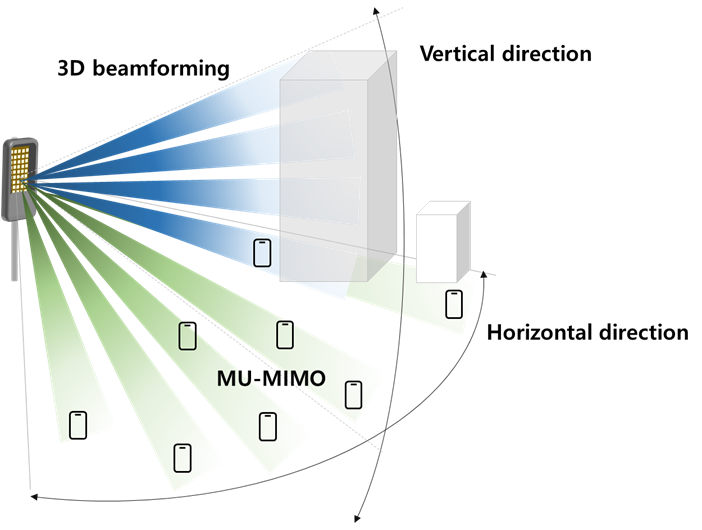 Vertical direction
3D beamforming
Horizontal direction
MU-MIMO